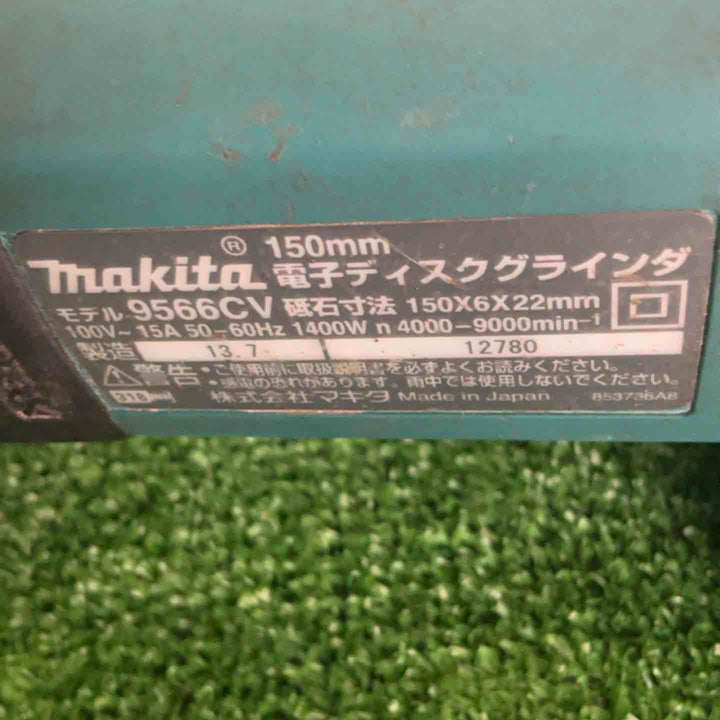 ® 150mm
makita 電子ディスクグラインダ
モデル 9566CV 砥石寸法 150X6X22mm
100V~ 15A 50-60Hz 1400W n 4000-9000min-1
製造 13.7 12780
警告 ・ご使用前に取扱説明書を必ずよくお読みください。
・感電の恐れがあります。雨中では使用しないでください。
株式会社マキタ Made in Japan 853736A8